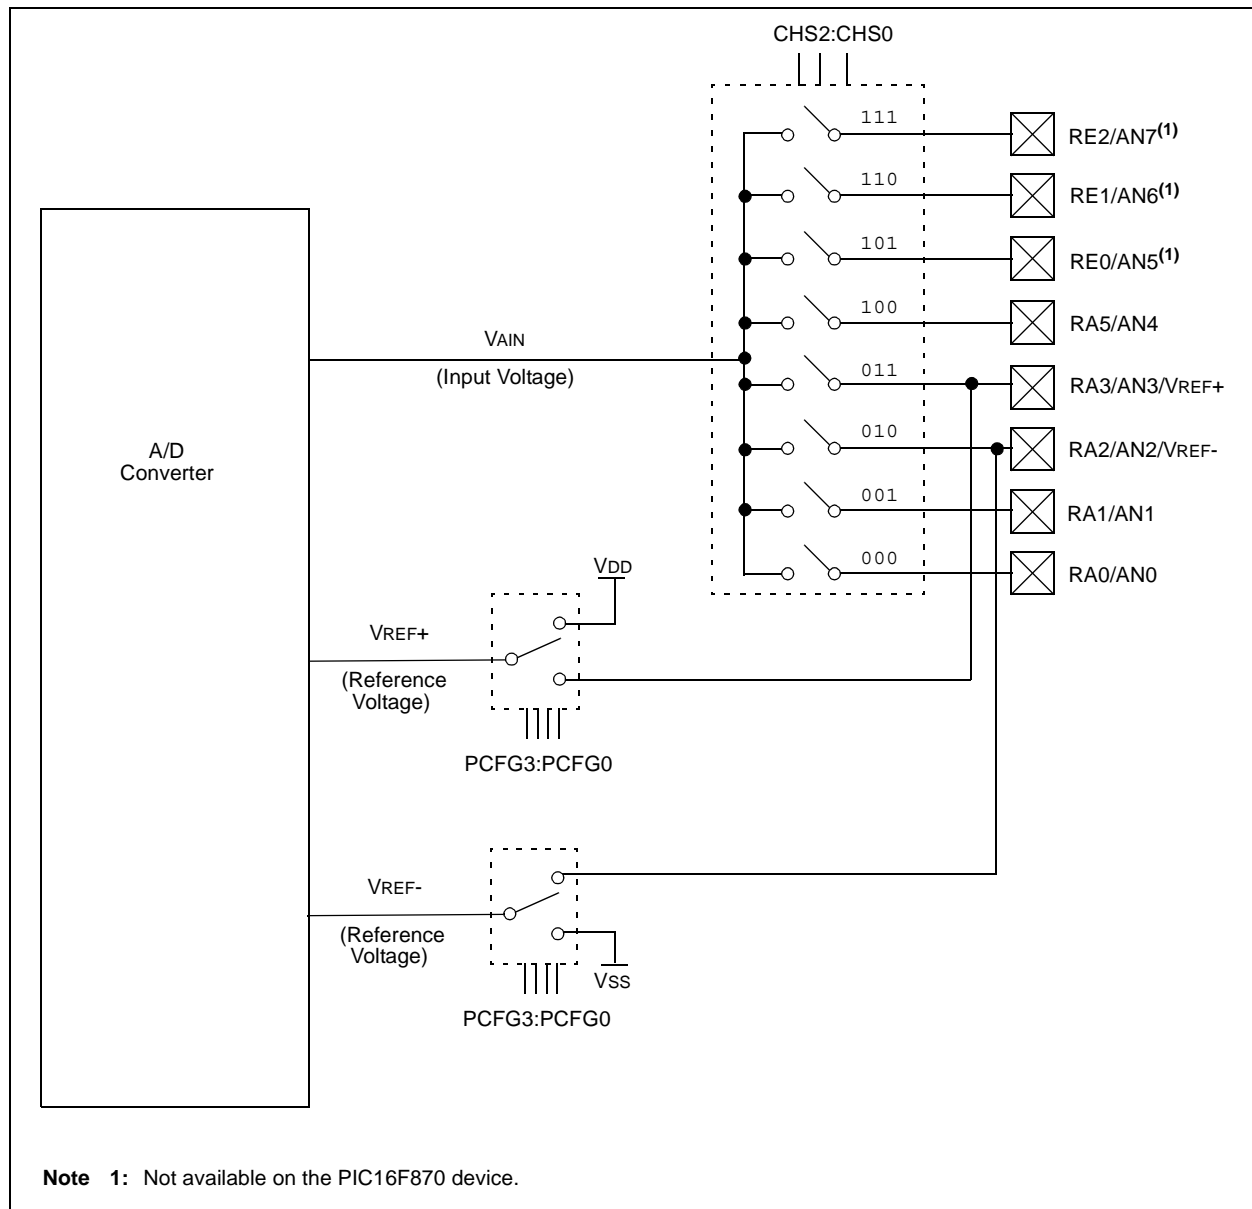 CHS2:CHS0
111
RE2/AN7(1)
110
RE1/AN6(1)
101
RE0/AN5(1)
100
RA5/AN4
VAIN
(Input Voltage)
011
RA3/AN3/VREF+
010
RA2/AN2/VREF-
A/D
Converter
001
RA1/AN1
000
RA0/AN0
VDD
VREF+
(Reference
Voltage)
PCFG3:PCFG0
VREF-
(Reference
Voltage)
VSS
PCFG3:PCFG0
Note 1: Not available on the PIC16F870 device.